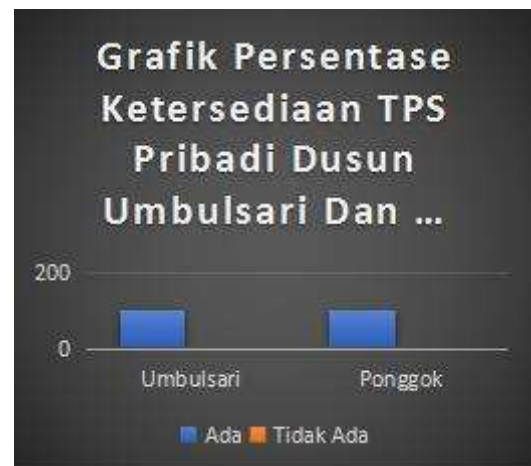 Grafik Persentase
Ketersediaan TPS
Pribadi Dusun
Umbulsari Dan ...
200
0
Umbulsari Ponggok
Ada Tidak Ada